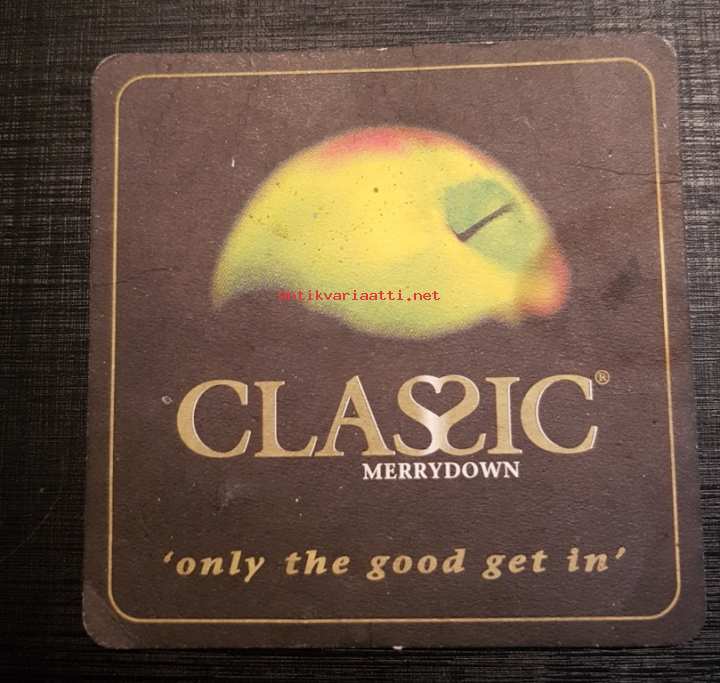 antikvariaatti.net
CLASSIC®
MERRYDOWN
'only the good get in'